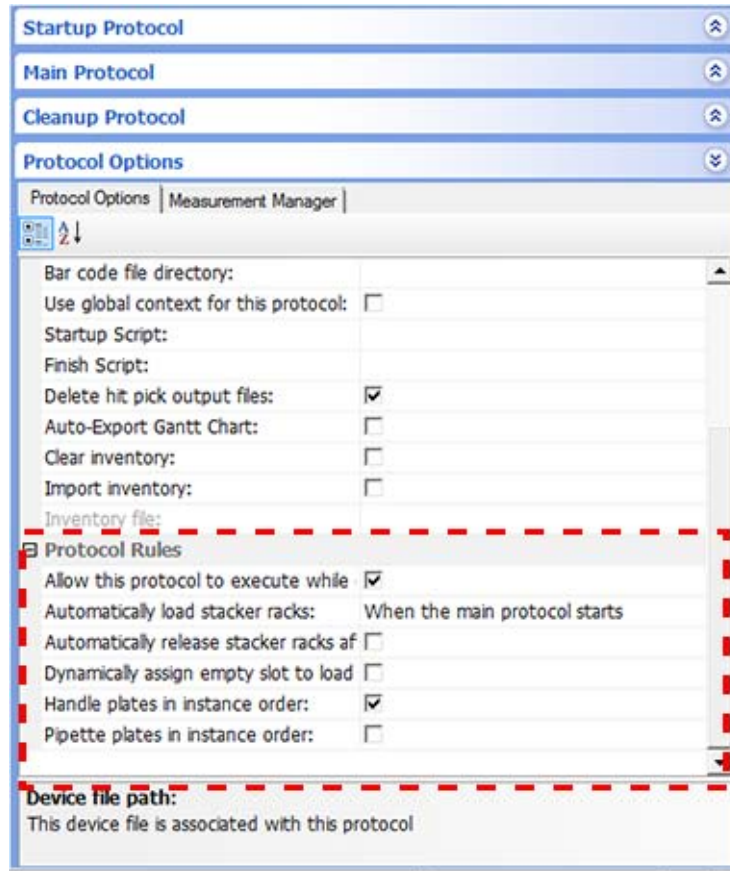 Startup Protocol
Main Protocol
Cleanup Protocol
Protocol Options
Protocol Options Measurement Manager
Bar code file directory:
Use global context for this protocol:
Startup Script:
Finish Script:
Delete hit pick output files:
Auto-Export Gantt Chart:
Clear inventory:
Import inventory:
Inventory file:
Protocol Rules
Allow this protocol to execute while
Automatically load stacker racks: When the main protocol starts
Automatically release stacker racks af
Dynamically assign empty slot to load
Handle plates in instance order:
Pipette plates in instance order:
Device file path:
This device file is associated with this protocol